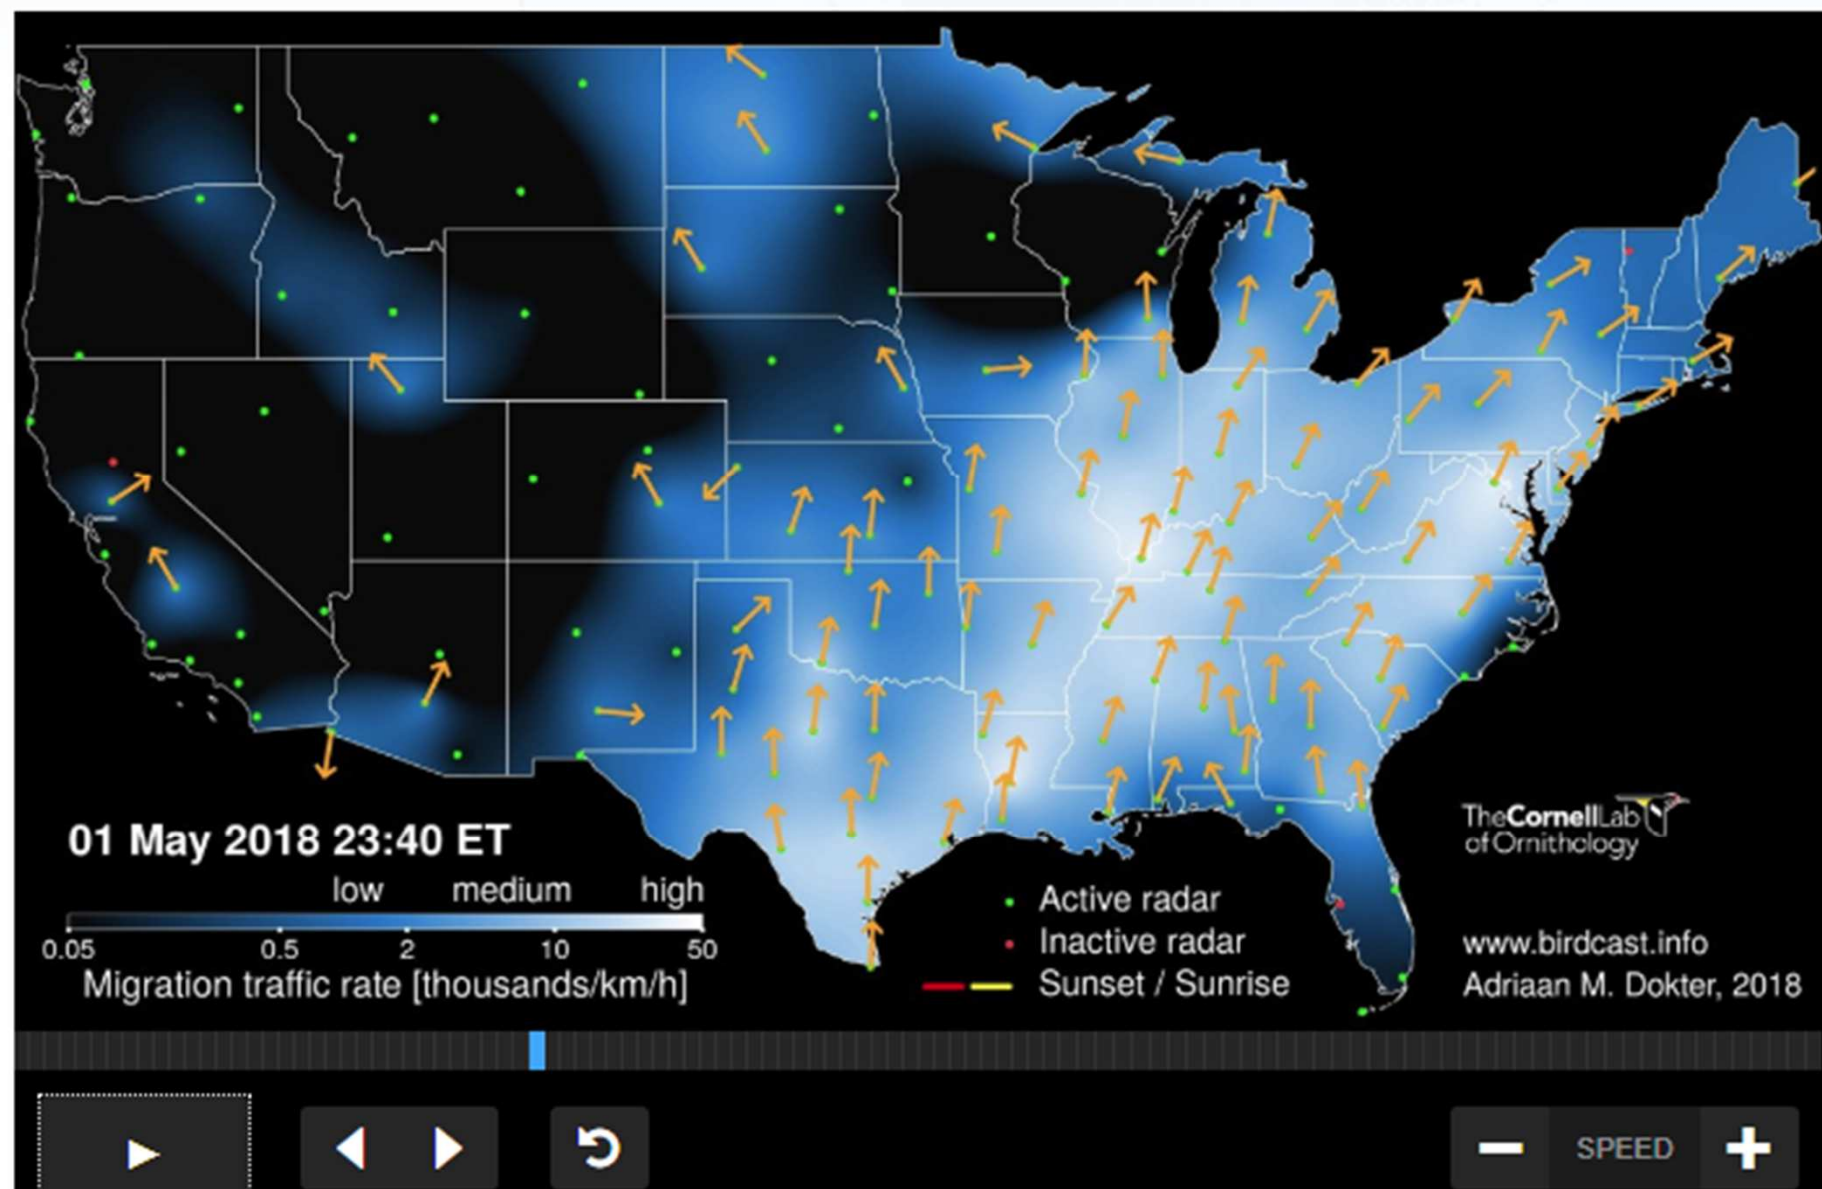 01 May 2018 23:40 ET
low medium high
0.05 0.5 2 10 50
Migration traffic rate [thousands/km/h]
Active radar
Inactive radar
Sunset / Sunrise
TheCornellLab
of Ornithology
www.birdcast.info
Adriaan M. Dokter, 2018
SPEED